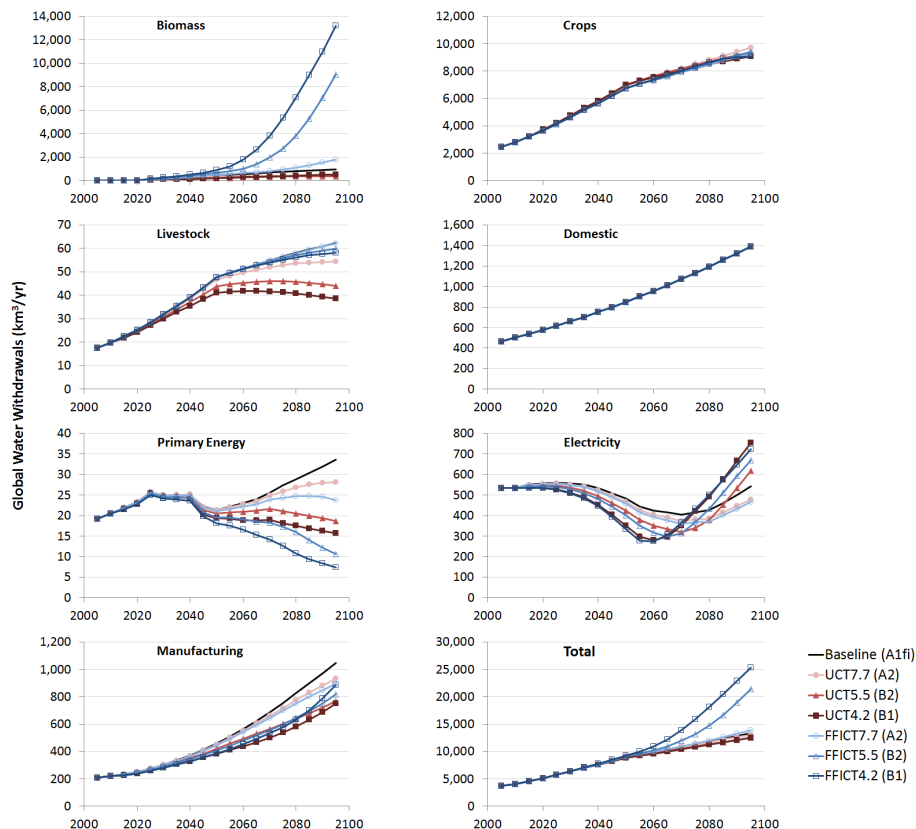 Global Water Withdrawals (km³/yr)
Biomass
14,000
12,000
10,000
8,000
6,000
4,000
2,000
0
2000 2020 2040 2060 2080 2100
Crops
12,000
10,000
8,000
6,000
4,000
2,000
0
2000 2020 2040 2060 2080 2100
Livestock
70
60
50
40
30
20
10
0
2000 2020 2040 2060 2080 2100
Domestic
1,600
1,400
1,200
1,000
800
600
400
200
0
2000 2020 2040 2060 2080 2100
Primary Energy
40
35
30
25
20
15
10
5
0
2000 2020 2040 2060 2080 2100
Electricity
800
700
600
500
400
300
200
100
0
2000 2020 2040 2060 2080 2100
Manufacturing
1,200
1,000
800
600
400
200
0
2000 2020 2040 2060 2080 2100
Total
30,000
25,000
20,000
15,000
10,000
5,000
0
2000 2020 2040 2060 2080 2100
Baseline (A1fi)
UCT7.7 (A2)
UCT5.5 (B2)
UCT4.2 (B1)
FFICT7.7 (A2)
FFICT5.5 (B2)
FFICT4.2 (B1)